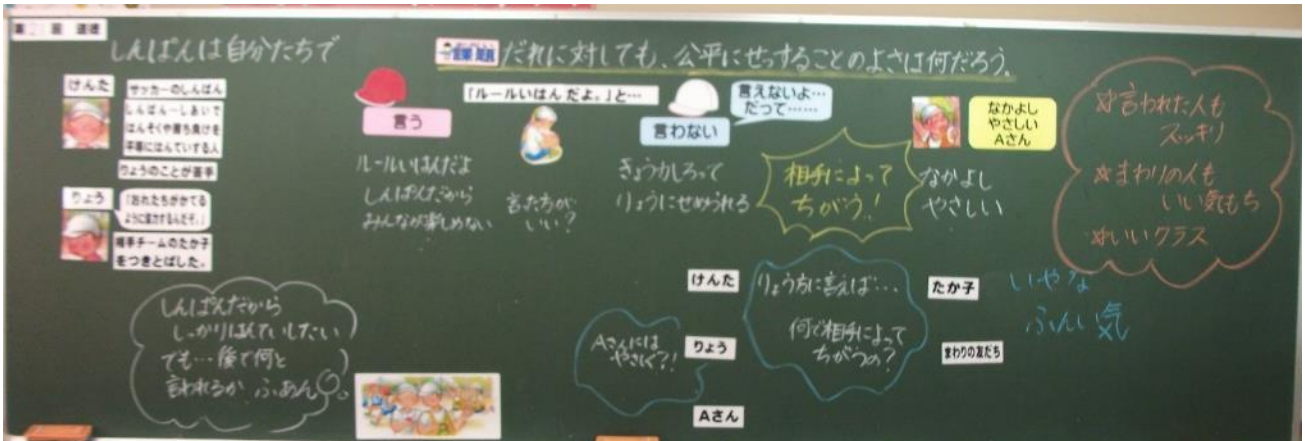 第 回 道徳
しんぱんは自分たちで
だれに対しても、公平にせっすることのよさは何だろう。
けんた
サッカーのしんぱん
しんぱん…しあいで
はんそくや勝ち負けを
平等にはんていする人
りょうのことが苦手
りょう
「おれたちがかてる
ように協力するんだぞ。」
相手チームのたか子
をつきとばした。
しんぱんだから
しっかりはんていしたい
でも…後で何と
言われるか ふあん
「ルールいはんだよ。」と…
言う
ルールいはんだよ
しんぱんだから
みんなが楽しめない
言た方が
いい?
言わない
言えないよ…
だって……
きょうかしろって
りょうにせめられる
相手によって
ちがう!
なかよし
やさしい
Aさん
なかよし
やさしい
けんた
りょう
Aさん
Aさんには
やさしく?!
りょう方に言えば…
何で相手によって
ちがうの?
たか子
まわりの友だち
いやな
ふんい気
☆言われた人も
スッキリ
☆まわりの人も
いい気もち
☆いいクラス